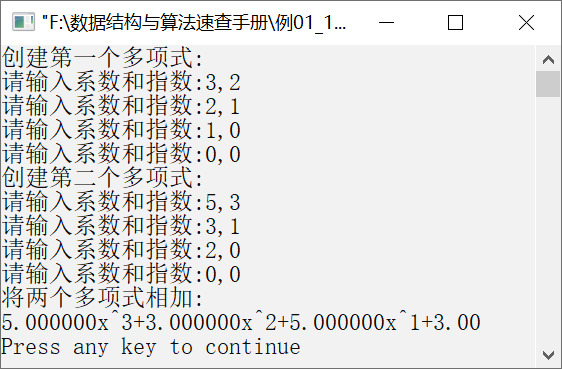 "F:\数据结构与算法速查手册\例01_1...
创建第一个多项式:
请输入系数和指数:3,2
请输入系数和指数:2,1
请输入系数和指数:1,0
请输入系数和指数:0,0
创建第二个多项式:
请输入系数和指数:5,3
请输入系数和指数:3,1
请输入系数和指数:2,0
请输入系数和指数:0,0
将两个多项式相加:
5.000000x^3+3.000000x^2+5.000000x^1+3.00
Press any key to continue